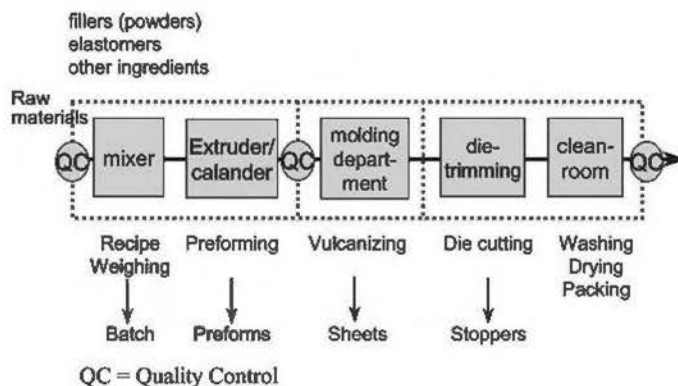 fillers (powders)
elastomers
other ingredients
Raw
materials
QC
mixer
Extruder/
calander
QC
molding
depart-
ment
die-
trimming
clean-
room
QC
Recipe
Weighing
Preforming
Vulcanizing
Die cutting
Washing
Drying
Packing
Batch
Preforms
Sheets
Stoppers
QC = Quality Control